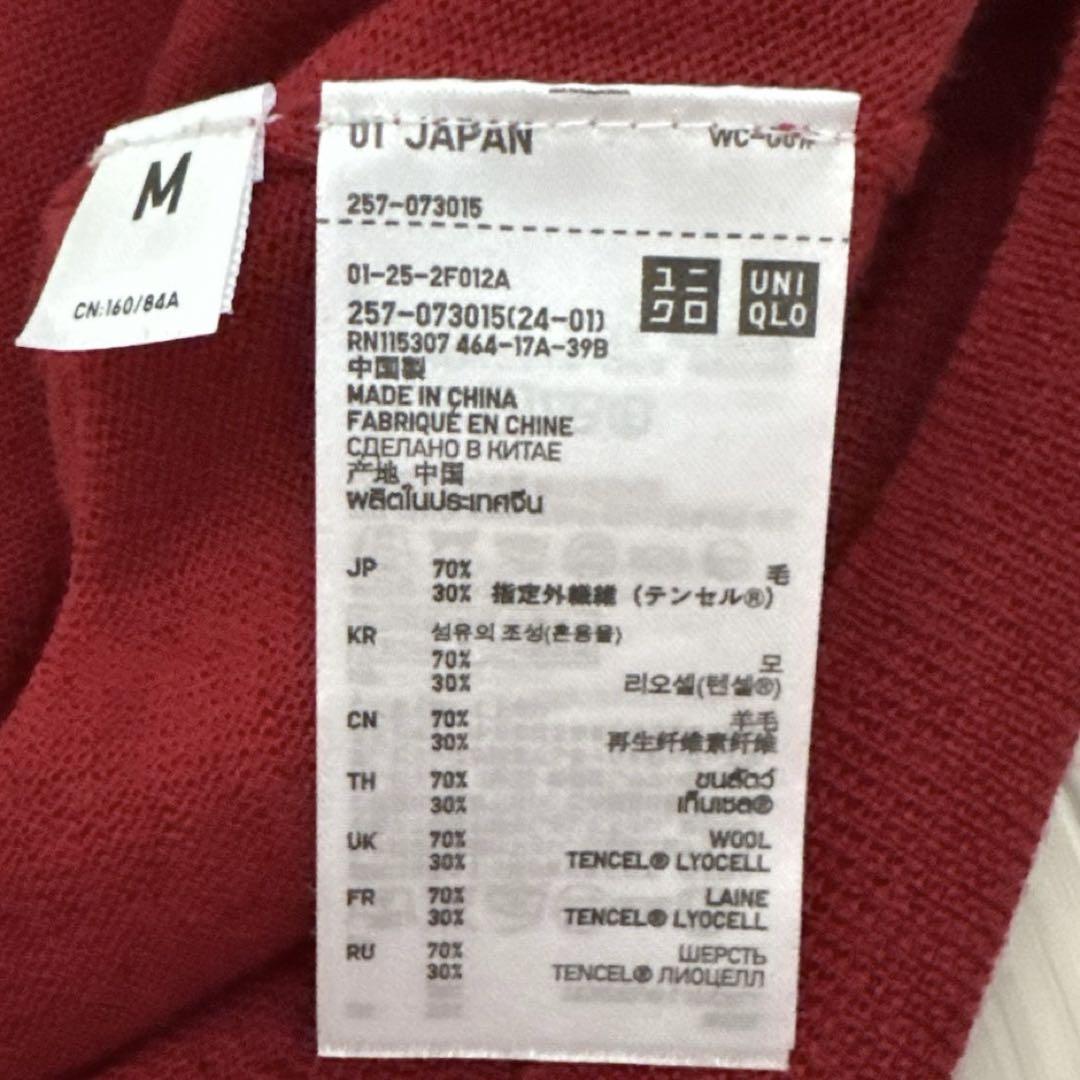 M
CN:160/84A
01 JAPAN
257-073015
01-25-2F012A
ユニクロ
UNIQLO
257-073015(24-01)
RN115307 464-17A-39B
中国製
MADE IN CHINA
FABRIQUÉ EN CHINE
СДЕЛАНО В КИТАЕ
产地 中国
ผลิตในประเทศจีน
JP 70% 毛
30% 指定外繊維 (テンセル®)
KR 섬유의 조성(혼용율)
70% 모
30% 리오셀(텐셀®)
CN 70% 羊毛
30% 再生纤维素纤维
TH 70% ขนสัตว์
30% เท็นเซล®
UK 70% WOOL
30% TENCEL® LYOCELL
FR 70% LAINE
30% TENCEL® LYOCELL
RU 70% ШЕРСТЬ
30% TENCEL® ЛИОЦЕЛЛ